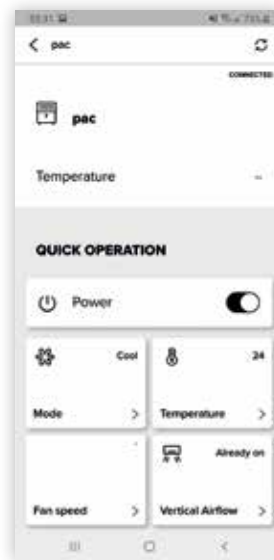 pac
CONNECTED
pac
Temperature
--
QUICK OPERATION
Power
Cool
24
Mode
Temperature
Already on
Fan speed
Vertical Airflow